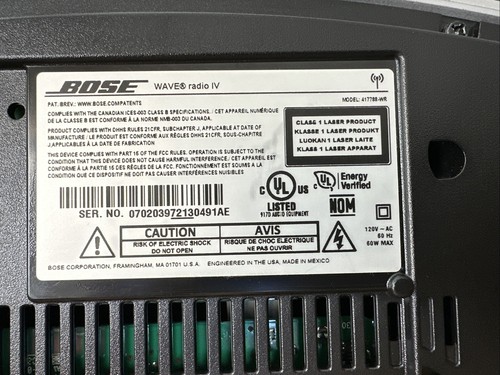 BOSE WAVE® radio IV
PAT. &REV.: WWW.BOSE.COM/PATENTS
MODEL: 417788-WR
COMPLIES WITH THE CANADIAN ICES-003 CLASS B SPECIFICATIONS. / CET APPAREIL NUMÉRIQUE
DE LA CLASSE B EST CONFORME À LA NORME NMB-003 DU CANADA.
PRODUCT COMPLIES WITH DHHS RULES 21CFR, SUBCHAPTER J, APPLICABLE AT DATE OF
MANUFACTURE. / LE PRODUIT EST CONFORME AUX RÈGLES DHHS 21CFR, SOUS-CHAPITRE
J, APPLICABLES À LA DATE DE FABRICATION
THIS DEVICE COMPLIES WITH PART 15 OF THE FCC RULES. OPERATION IS SUBJECT TO THE
CONDITION THAT THIS DEVICE DOES NOT CAUSE HARMFUL INTERFERENCE. / CET APPAREIL EST
CONFORME À LA PARTIE 15 DES RÈGLES DE LA FCC. FONCTIONNEMENT EST SOUMIS À LA
CONDITION QUE CE DISPOSITIF NE DOIT PAS CAUSER D'INTERFÉRENCES NUISIBLES
CLASS 1 LASER PRODUCT
KLASSE 1 LASER PRODUKT
LUOKAN 1 LASER LAITE
KLASS 1 LASER APPARAT
SER. NO. 070203972130491AE
C UL US
LISTED
917D AUDIO EQUIPMENT
UL Energy
Verified
NOM
CAUTION
RISK OF ELECTRIC SHOCK
DO NOT OPEN
AVIS
RISQUE DE CHOC ELECTRIQUE
NE PAS OUVRIR
120V ~ AC
60 Hz
60W MAX
BOSE CORPORATION, FRAMINGHAM, MA 01701 U.S.A. ENGINEERED IN THE USA, MADE IN MEXICO.